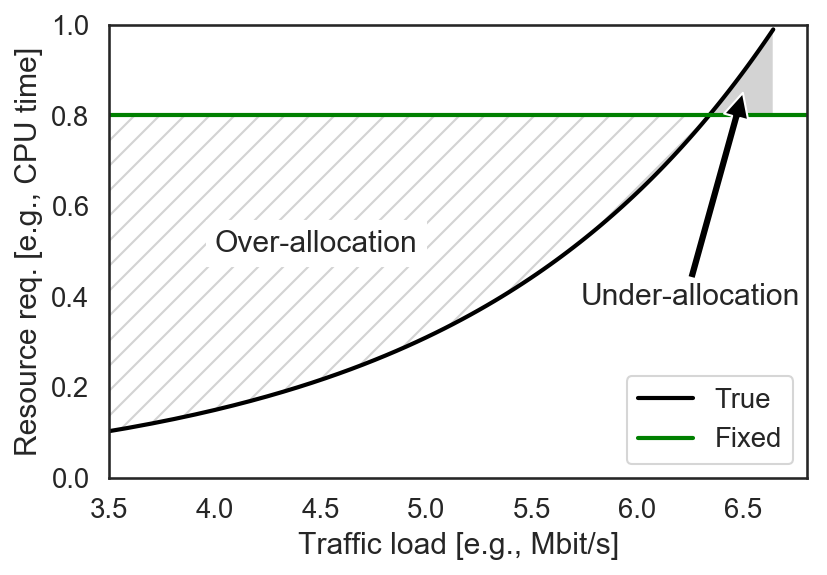 1.0
0.8
0.6
0.4
0.2
0.0
Resource req. [e.g., CPU time]
Over-allocation
Under-allocation
True
Fixed
3.5 4.0 4.5 5.0 5.5 6.0 6.5
Traffic load [e.g., Mbit/s]